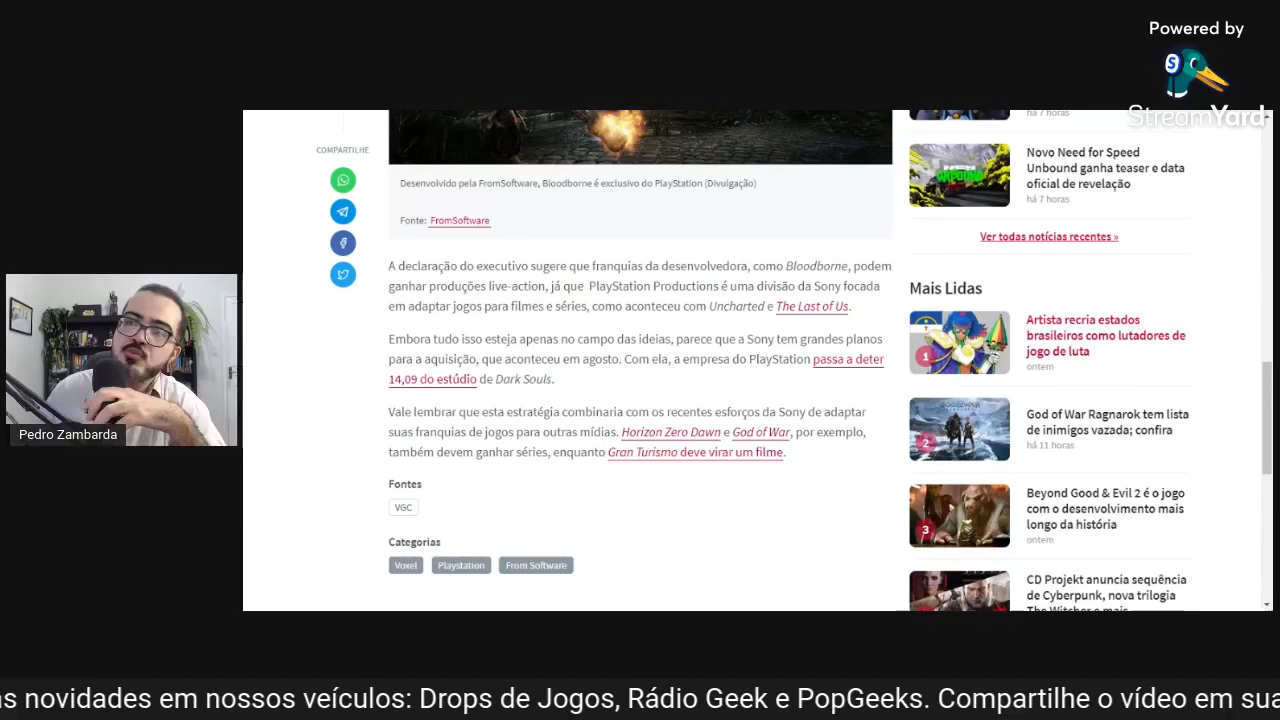 Powered by
StreamYard
COMPARTILHE
Desenvolvido pela FromSoftware, Bloodborne é exclusivo do PlayStation (Divulgação)
Fonte: FromSoftware
A declaração do executivo sugere que franquias da desenvolvedora, como Bloodborne, podem
ganhar produções live-action, já que PlayStation Productions é uma divisão da Sony focada
em adaptar jogos para filmes e séries, como aconteceu com Uncharted e The Last of Us.
Embora tudo isso esteja apenas no campo das ideias, parece que a Sony tem grandes planos
para a aquisição, que aconteceu em agosto. Com ela, a empresa do PlayStation passa a deter
14,09 do estúdio de Dark Souls.
Vale lembrar que esta estratégia combinaria com os recentes esforços da Sony de adaptar
suas franquias de jogos para outras mídias. Horizon Zero Dawn e God of War, por exemplo,
também devem ganhar séries, enquanto Gran Turismo deve virar um filme.
Fontes
VGC
Categorias
Voxel Playstation From Software
há 7 horas
Novo Need for Speed
Unbound ganha teaser e data
oficial de revelação
há 7 horas
Ver todas notícias recentes »
Mais Lidas
1
Artista recria estados
brasileiros como lutadores de
jogo de luta
ontem
2
God of War Ragnarok tem lista
de inimigos vazada; confira
há 11 horas
3
Beyond Good & Evil 2 é o jogo
com o desenvolvimento mais
longo da história
ontem
CD Projekt anuncia sequência
de Cyberpunk, nova trilogia
The Witcher e mais
Pedro Zambarda
as novidades em nossos veículos: Drops de Jogos, Rádio Geek e PopGeeks. Compartilhe o vídeo em sua